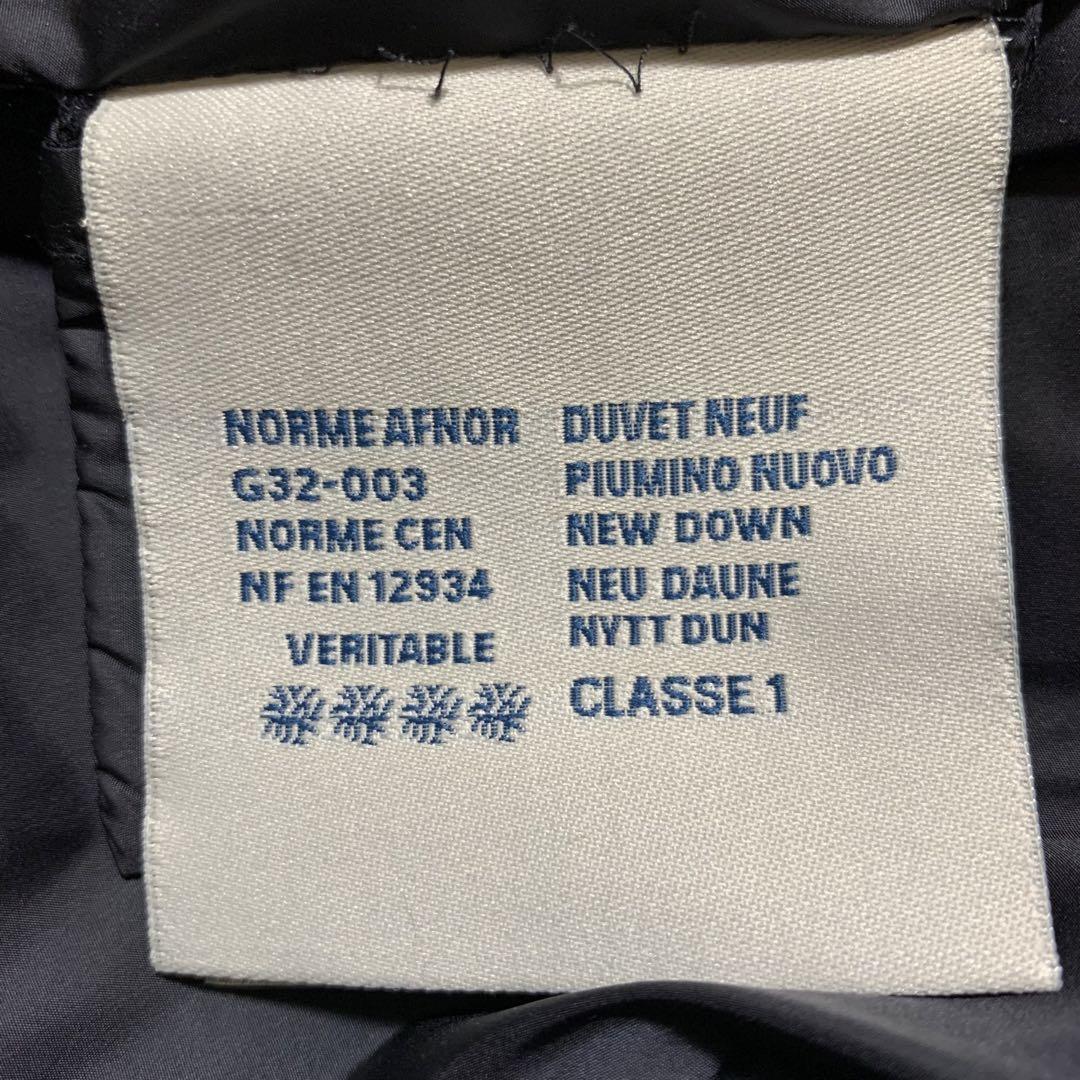 NORME AFNOR
G32-003
NORME CEN
NF EN 12934
VERITABLE
DUVET NEUF
PIUMINO NUOVO
NEW DOWN
NEU DAUNE
NYTT DUN
CLASSE 1